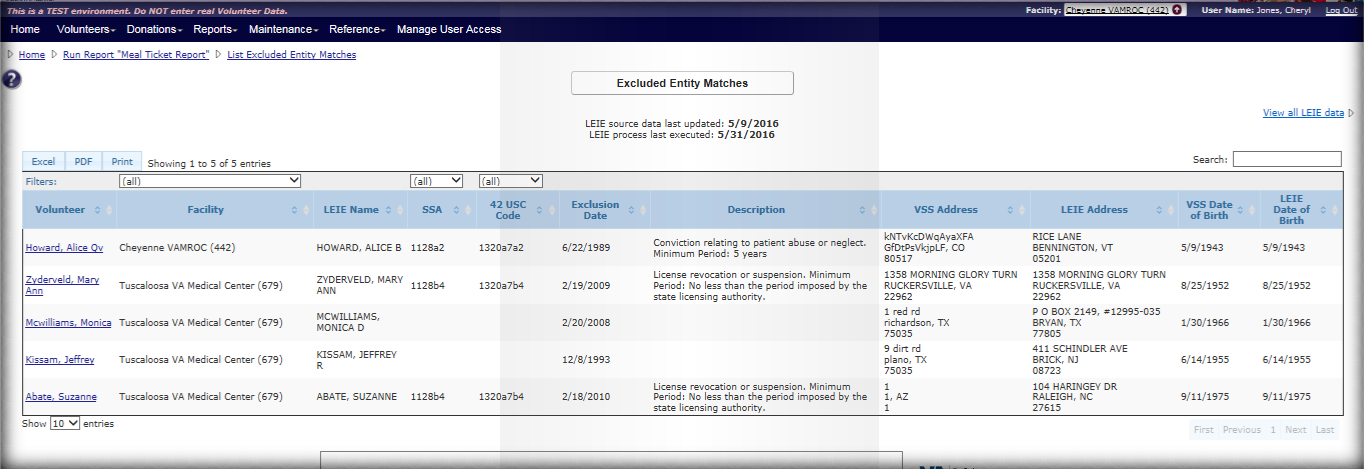 This is a TEST environment. Do NOT enter real Volunteer Data.
Facility: Cheyenne VAMROC (442) User Name: Jones, Cheryl Log Out
Home Volunteers Donations Reports Maintenance Reference Manage User Access
Home Run Report "Meal Ticket Report" List Excluded Entity Matches
?
Excluded Entity Matches
View all LEIE data
LEIE source data last updated: 5/9/2016
LEIE process last executed: 5/31/2016
Excel PDF Print Showing 1 to 5 of 5 entries Search:
Filters: (all) (all) (all)
Volunteer Facility LEIE Name SSA 42 USC Code Exclusion Date Description VSS Address LEIE Address VSS Date of Birth LEIE Date of Birth
Howard, Alice Qv Cheyenne VAMROC (442) HOWARD, ALICE B 1128a2 1320a7a2 6/22/1989 Conviction relating to patient abuse or neglect. Minimum Period: 5 years kNTvKcDWqAyaXFA GfDtPsVkjpLF, CO 80517 RICE LANE BENNINGTON, VT 05201 5/9/1943 5/9/1943
Zyderveld, Mary Ann Tuscaloosa VA Medical Center (679) ZYDERVELD, MARY ANN 1128b4 1320a7b4 2/19/2009 License revocation or suspension. Minimum Period: No less than the period imposed by the state licensing authority. 1358 MORNING GLORY TURN RUCKERSVILLE, VA 22962 1358 MORNING GLORY TURN RUCKERSVILLE, VA 22962 8/25/1952 8/25/1952
Mcwilliams, Monica Tuscaloosa VA Medical Center (679) MCWILLIAMS, MONICA D 2/20/2008 1 red rd richardson, TX 75035 P O BOX 2149, #12995-035 BRYAN, TX 77805 1/30/1966 1/30/1966
Kissam, Jeffrey Tuscaloosa VA Medical Center (679) KISSAM, JEFFREY R 12/8/1993 9 dirt rd plano, TX 75035 411 SCHINDLER AVE BRICK, NJ 08723 6/14/1955 6/14/1955
Abate, Suzanne Tuscaloosa VA Medical Center (679) ABATE, SUZANNE 1128b4 1320a7b4 2/18/2010 License revocation or suspension. Minimum Period: No less than the period imposed by the state licensing authority. 1 1, AZ 1 104 HARINGEY DR RALEIGH, NC 27615 9/11/1975 9/11/1975
Show 10 entries
First Previous 1 Next Last